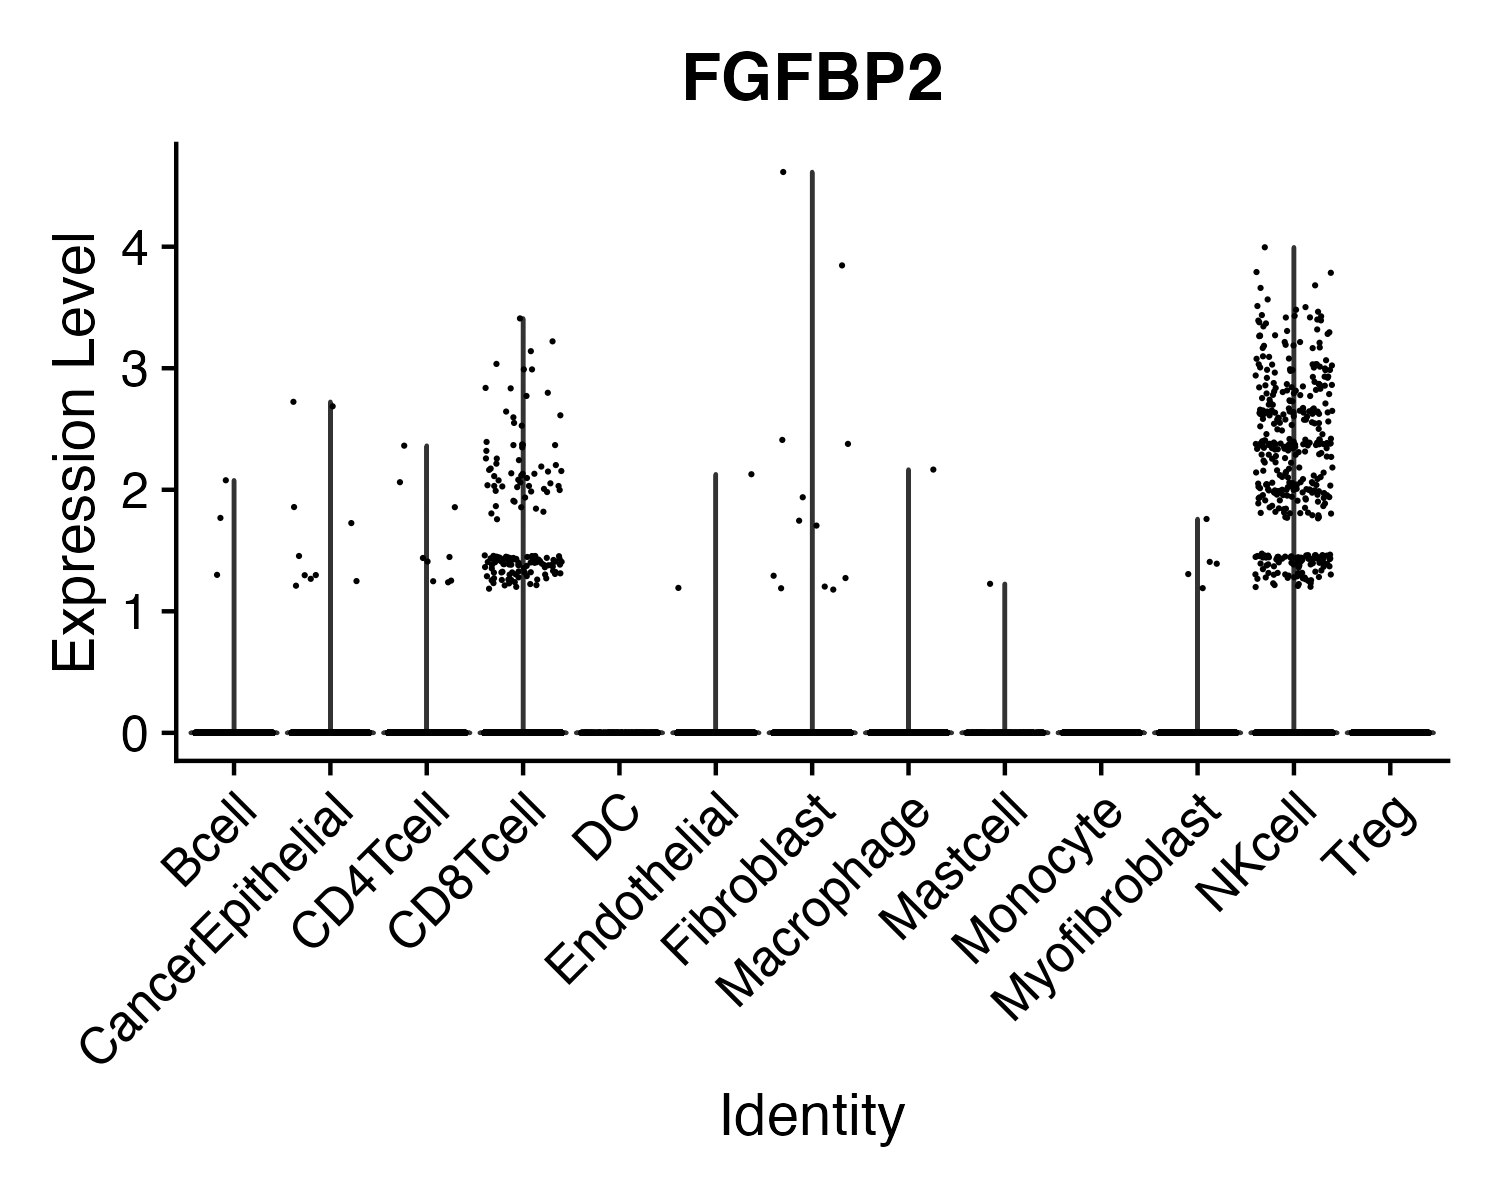 FGFBP2
Expression Level
4
3
2
1
0
Bcell
CancerEpithelial
CD4Tcell
CD8Tcell
DC
Endothelial
Fibroblast
Macrophage
Mastcell
Monocyte
Myofibroblast
NKcell
Treg
Identity